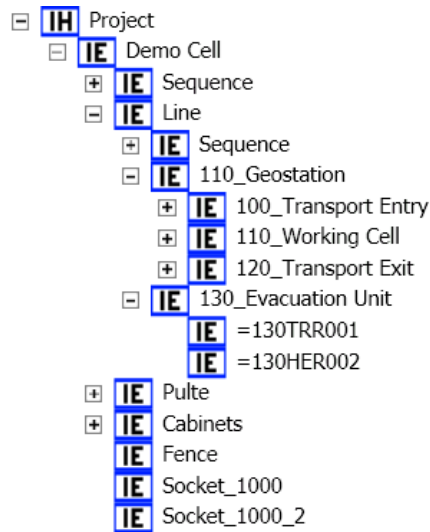 IH Project
IE Demo Cell
IE Sequence
IE Line
IE Sequence
IE 110_Geostation
IE 100_Transport Entry
IE 110_Working Cell
IE 120_Transport Exit
IE 130_Evacuation Unit
IE =130TRR001
IE =130HER002
IE Pulte
IE Cabinets
IE Fence
IE Socket_1000
IE Socket_1000_2